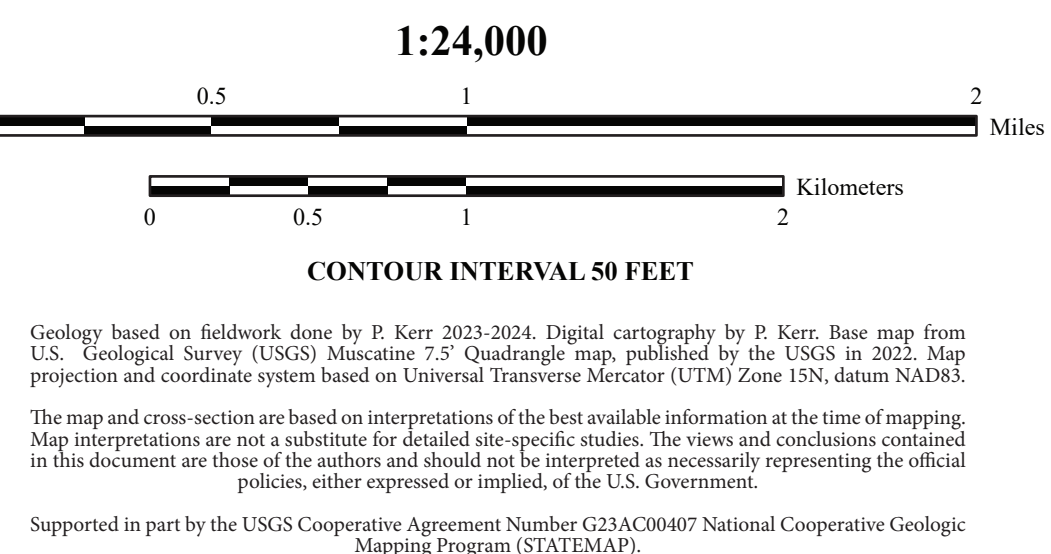 1:24,000
0.5 1 2
Miles
Kilometers
0 0.5 1 2
CONTOUR INTERVAL 50 FEET
Geology based on fieldwork done by P. Kerr 2023-2024. Digital cartography by P. Kerr. Base map from
U.S. Geological Survey (USGS) Muscatine 7.5’ Quadrangle map, published by the USGS in 2022. Map
projection and coordinate system based on Universal Transverse Mercator (UTM) Zone 15N, datum NAD83.
The map and cross-section are based on interpretations of the best available information at the time of mapping.
Map interpretations are not a substitute for detailed site-specific studies. The views and conclusions contained
in this document are those of the authors and should not be interpreted as necessarily representing the official
policies, either expressed or implied, of the U.S. Government.
Supported in part by the USGS Cooperative Agreement Number G23AC00407 National Cooperative Geologic
Mapping Program (STATEMAP).